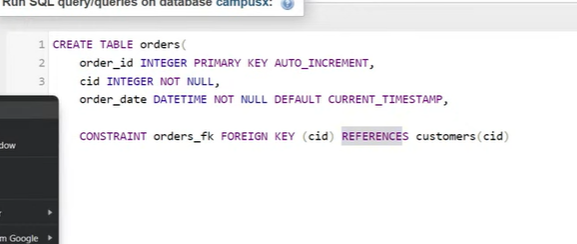 Run SQL query/queries on database campusx:
1 CREATE TABLE orders(
2 order_id INTEGER PRIMARY KEY AUTO_INCREMENT,
3 cid INTEGER NOT NULL,
4 order_date DATETIME NOT NULL DEFAULT CURRENT_TIMESTAMP,
CONSTRAINT orders_fk FOREIGN KEY (cid) REFERENCES customers(cid)
dow
m Google